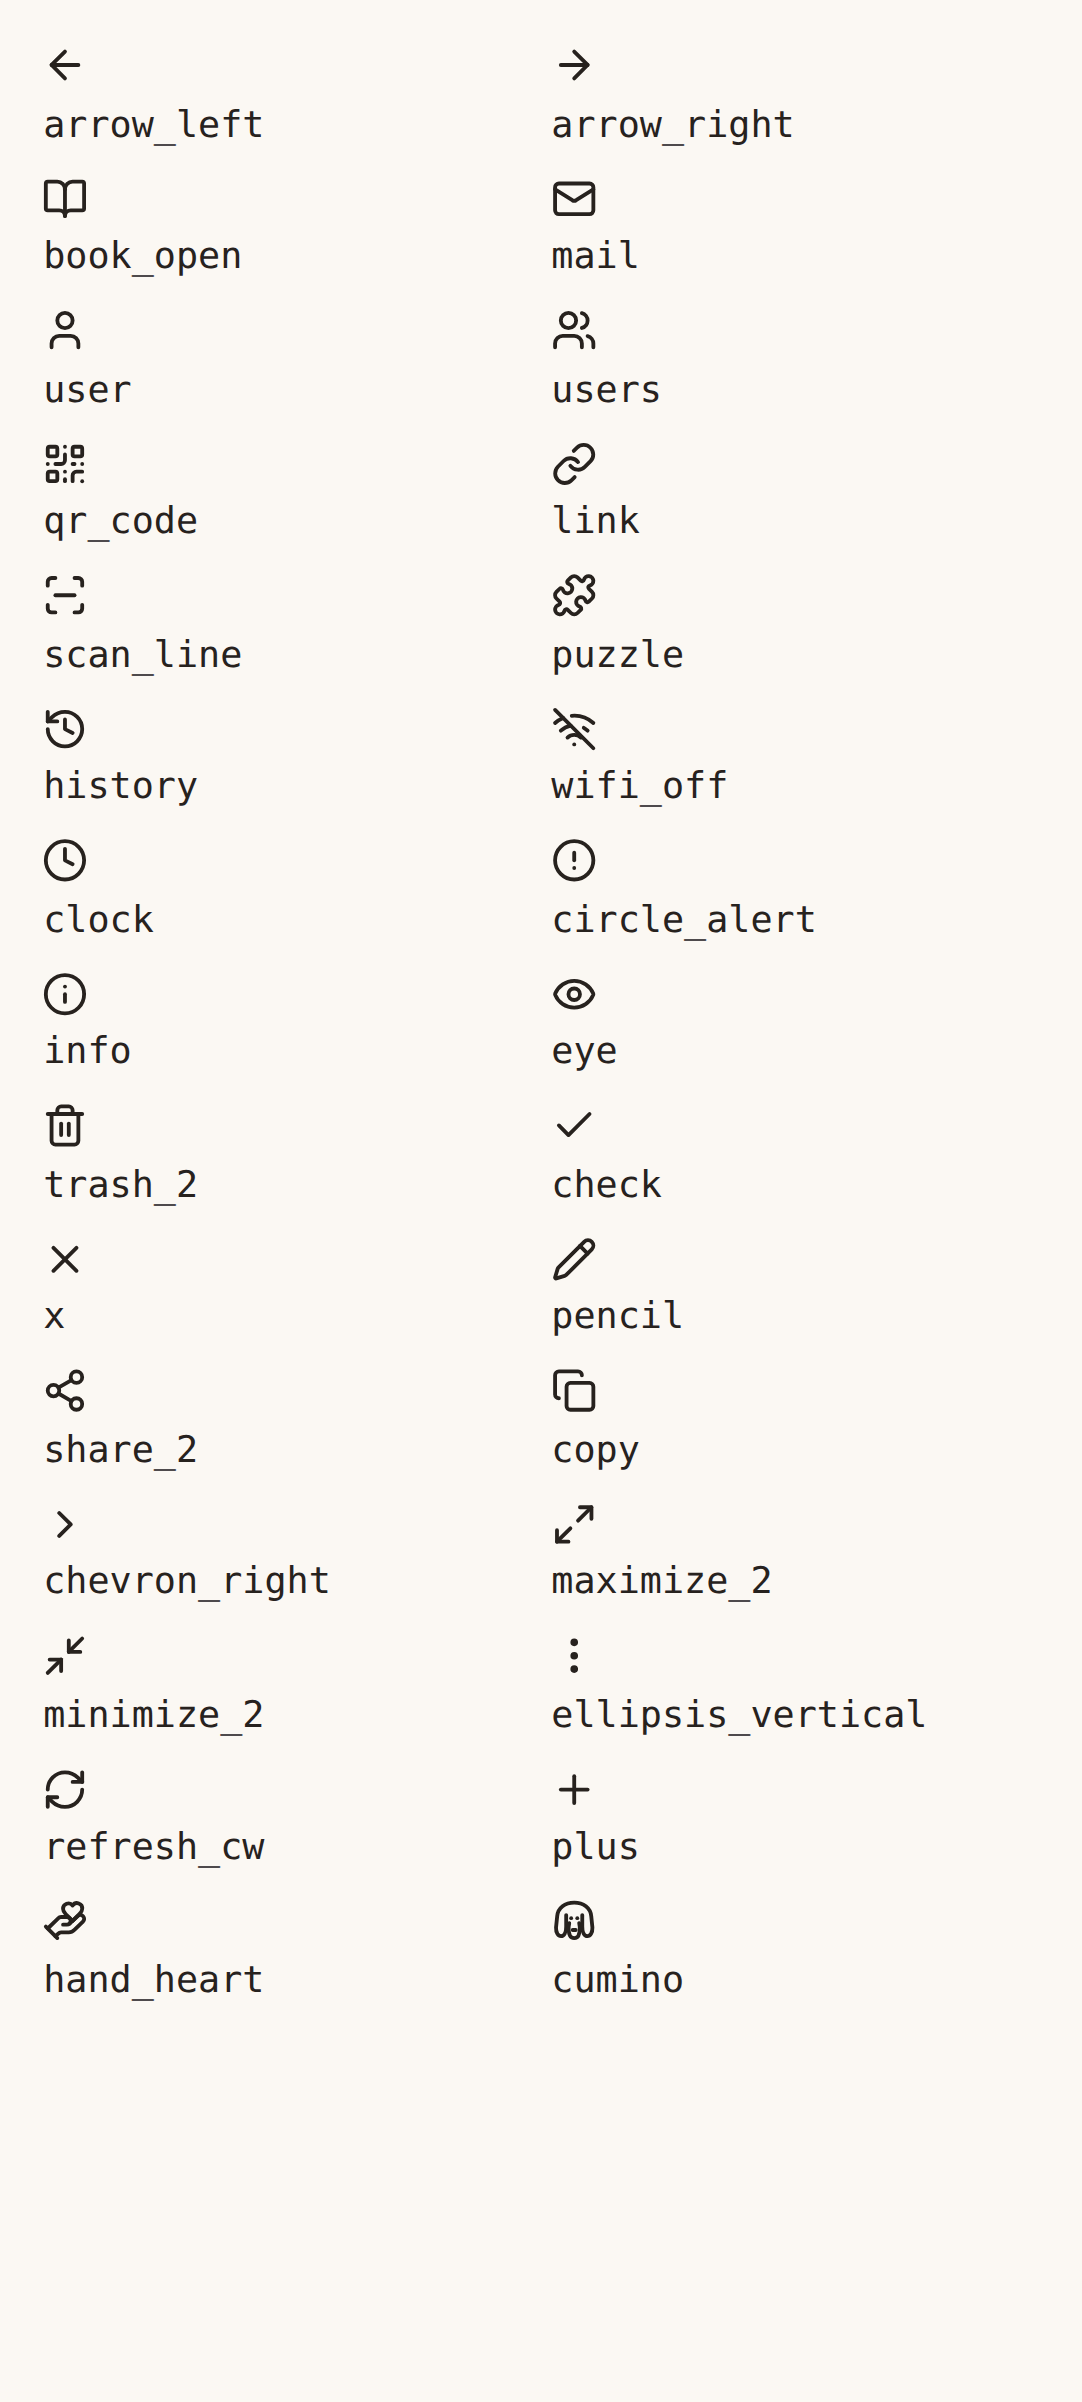 arrow_left
arrow_right
book_open
mail
user
users
qr_code
link
scan_line
puzzle
history
wifi_off
clock
circle_alert
info
eye
trash_2
check
x
pencil
share_2
copy
chevron_right
maximize_2
minimize_2
ellipsis_vertical
refresh_cw
plus
hand_heart
cumino